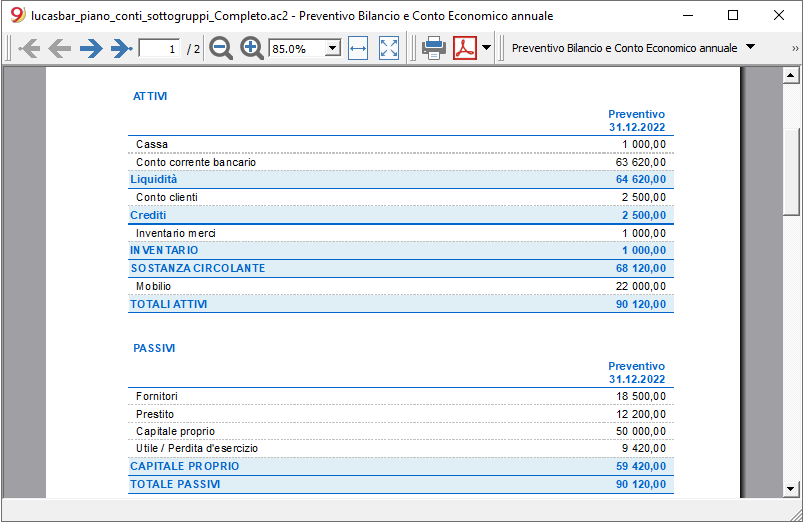 lucasbar_piano_conti_sottogruppi_Completo.ac2 - Preventivo Bilancio e Conto Economico annuale
1 / 2 85.0% Preventivo Bilancio e Conto Economico annuale
ATTIVI
Preventivo
31.12.2022
Cassa 1 000,00
Conto corrente bancario 63 620,00
Liquidità 64 620,00
Conto clienti 2 500,00
Crediti 2 500,00
Inventario merci 1 000,00
INVENTARIO 1 000,00
SOSTANZA CIRCOLANTE 68 120,00
Mobilio 22 000,00
TOTALI ATTIVI 90 120,00
PASSIVI
Preventivo
31.12.2022
Fornitori 18 500,00
Prestito 12 200,00
Capitale proprio 50 000,00
Utile / Perdita d'esercizio 9 420,00
CAPITALE PROPRIO 59 420,00
TOTALE PASSIVI 90 120,00